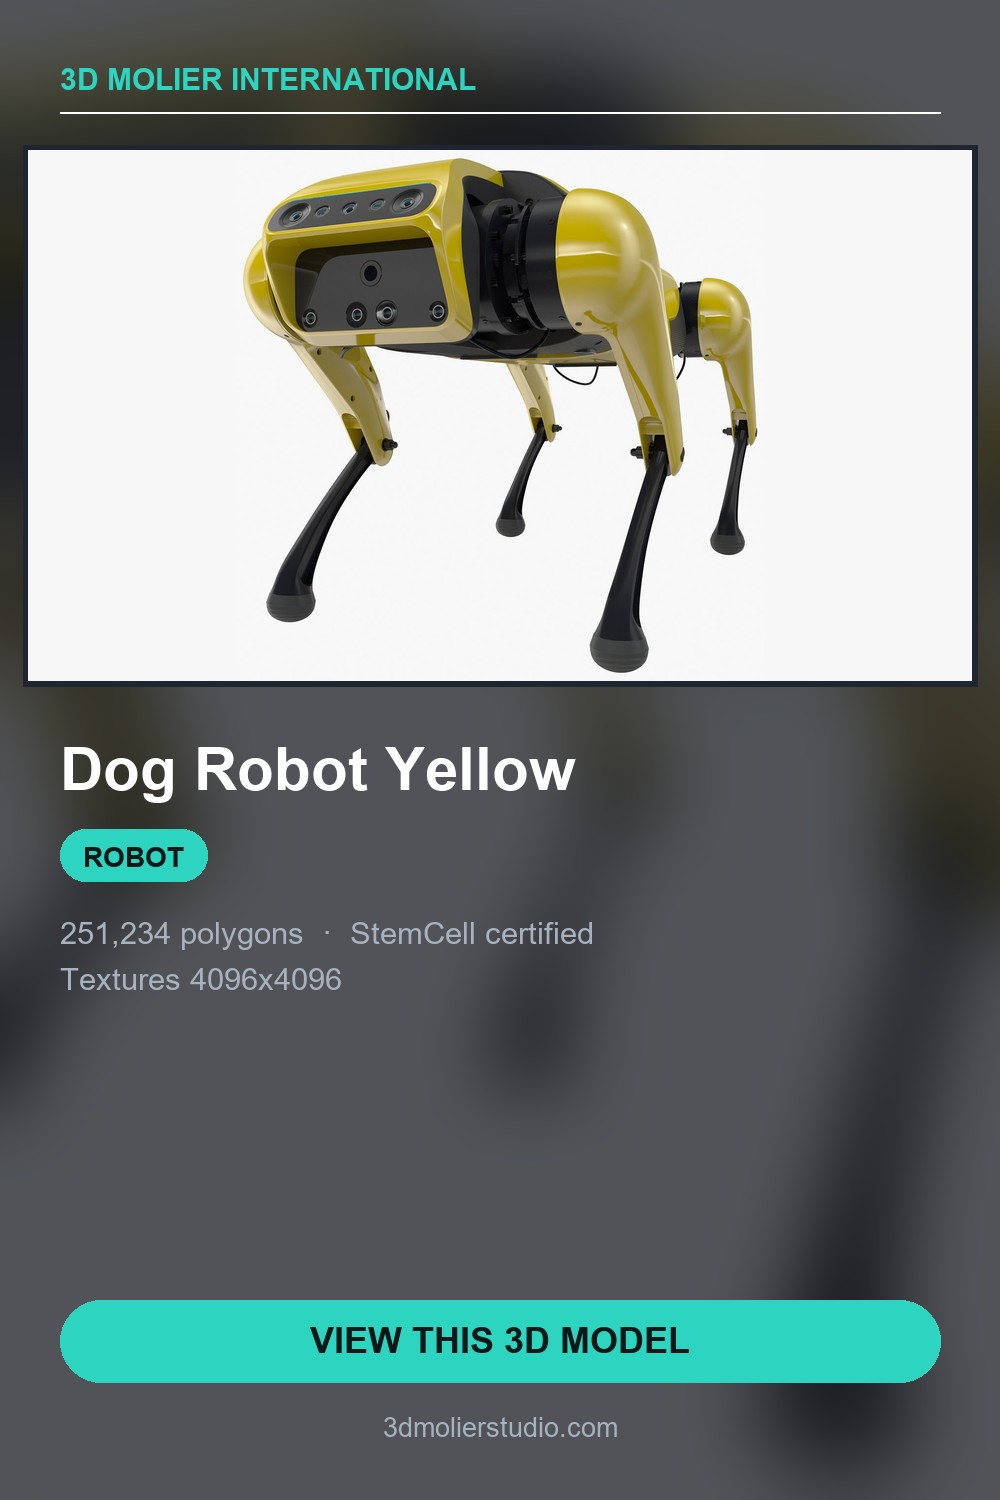 3D MOLIER INTERNATIONAL
Dog Robot Yellow
ROBOT
251,234 polygons · StemCell certified
Textures 4096x4096
VIEW THIS 3D MODEL
3dmolierstudio.com